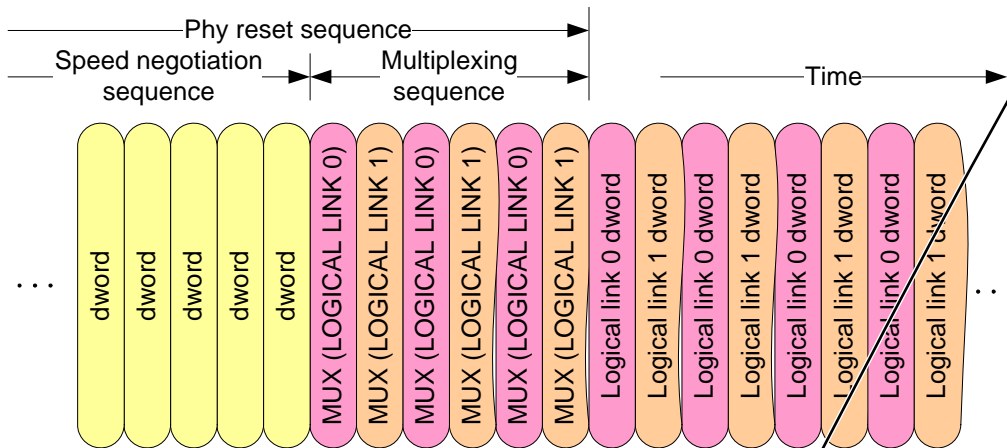 Phy reset sequence
Speed negotiation
sequence
Multiplexing
sequence
Time
. . .
dword
dword
dword
dword
dword
MUX (LOGICAL LINK 0)
MUX (LOGICAL LINK 1)
MUX (LOGICAL LINK 0)
MUX (LOGICAL LINK 1)
MUX (LOGICAL LINK 0)
MUX (LOGICAL LINK 1)
Logical link 0 dword
Logical link 1 dword
Logical link 0 dword
Logical link 1 dword
Logical link 0 dword
Logical link 1 dword
Logical link 0 dword
Logical link 1 dword
. .